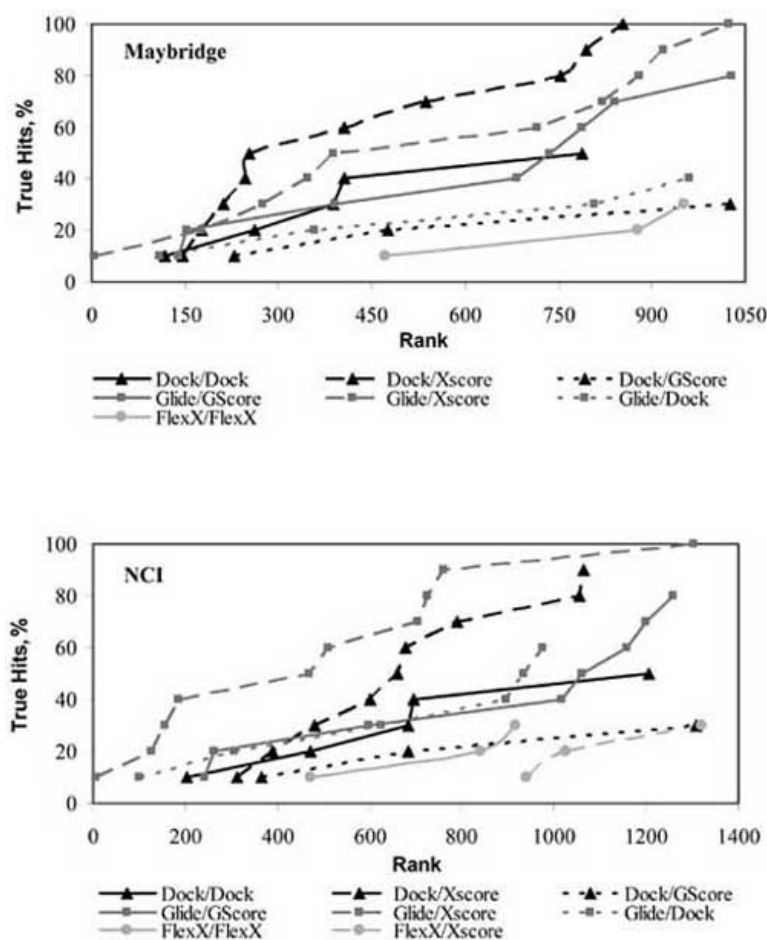 Maybridge
True Hits, %
100
80
60
40
20
0
0 150 300 450 600 750 900 1050
Rank
Dock/Dock Dock/Xscore Dock/GScore
Glide/GScore Glide/Xscore Glide/Dock
FlexX/FlexX
NCI
True Hits, %
100
80
60
40
20
0
0 200 400 600 800 1000 1200 1400
Rank
Dock/Dock Dock/Xscore Dock/GScore
Glide/GScore Glide/Xscore Glide/Dock
FlexX/FlexX FlexX/Xscore